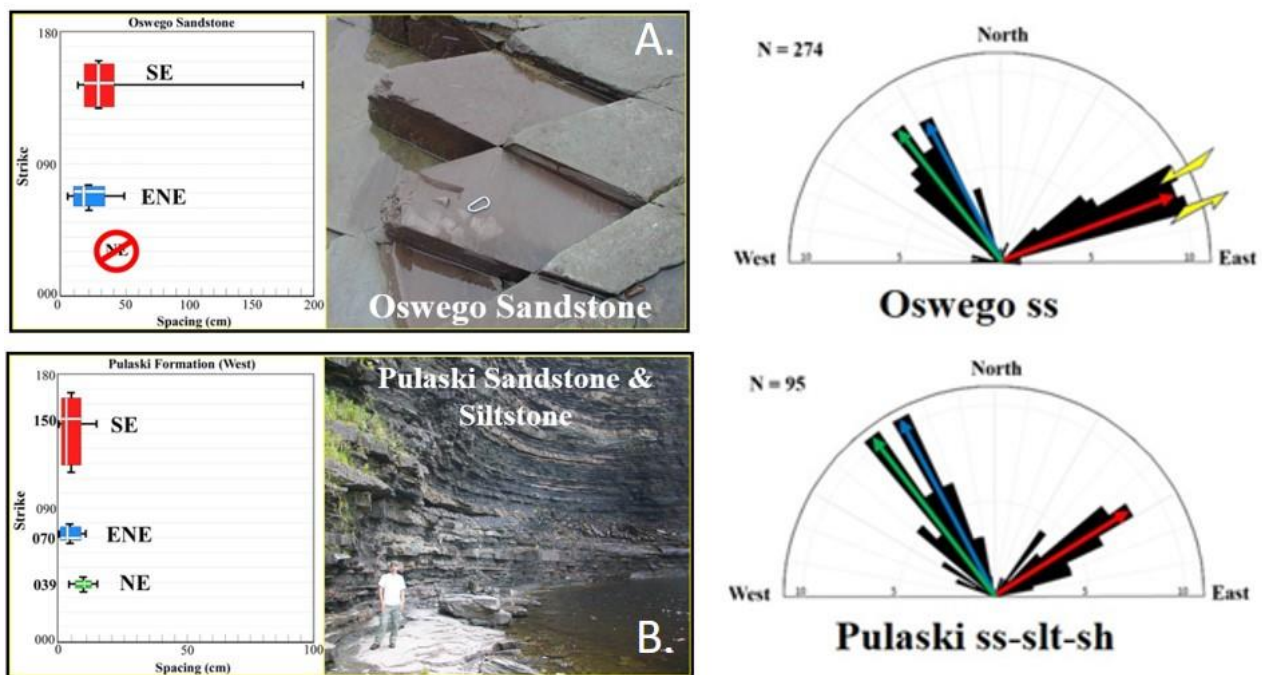 Oswego Sandstone
180
090
000
Strike
SE
ENE
NE
0 50 100 150 200
Spacing (cm)
A.
Oswego Sandstone
N = 274
North
West
10
5
5
10
East
Oswego ss
Pulaski Formation (West)
180
150
090
070
039
000
Strike
SE
ENE
NE
0 50 100
Spacing (cm)
Pulaski Sandstone &
Siltstone
B.
N = 95
North
West
10
5
5
10
East
Pulaski ss-slt-sh